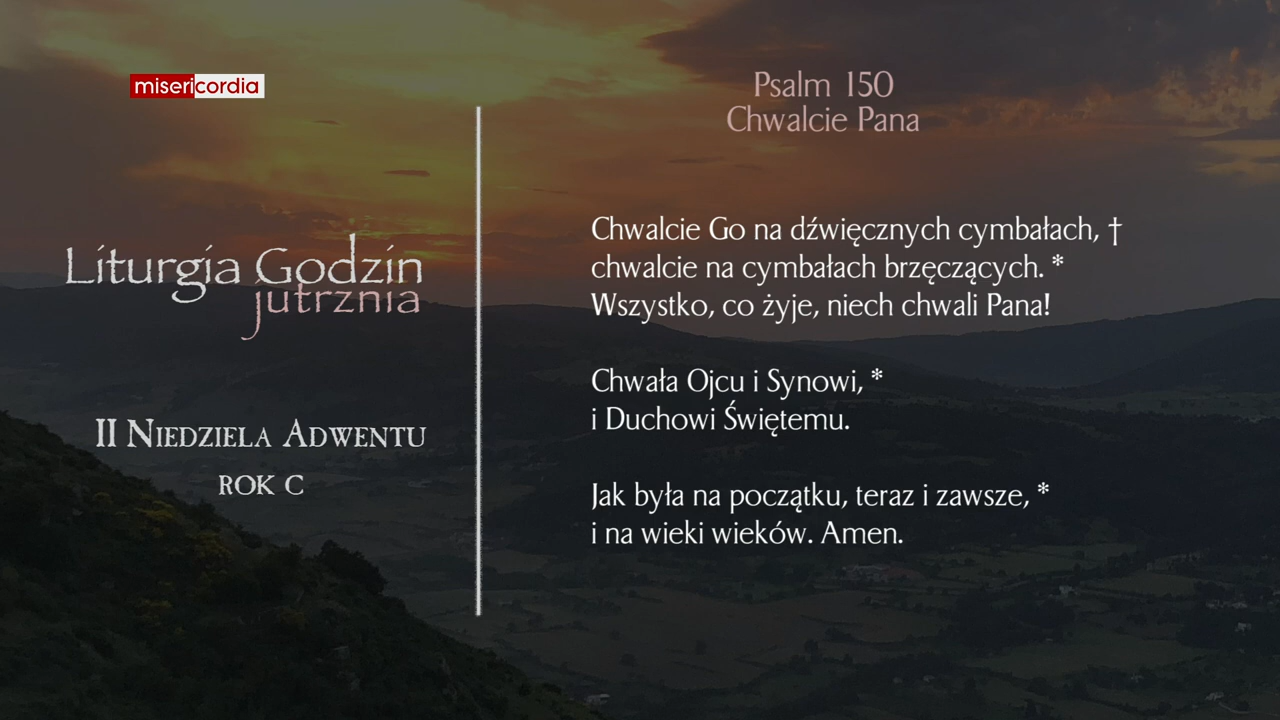 misericordia
Liturgia Godzin
jutrznia
II Niedziela Adwentu
rok C
Psalm 150
Chwalcie Pana
Chwalcie Go na dźwięcznych cymbałach, †
chwalcie na cymbałach brzęczących. *
Wszystko, co żyje, niech chwali Pana!
Chwała Ojcu i Synowi, *
i Duchowi Świętemu.
Jak była na początku, teraz i zawsze, *
i na wieki wieków. Amen.